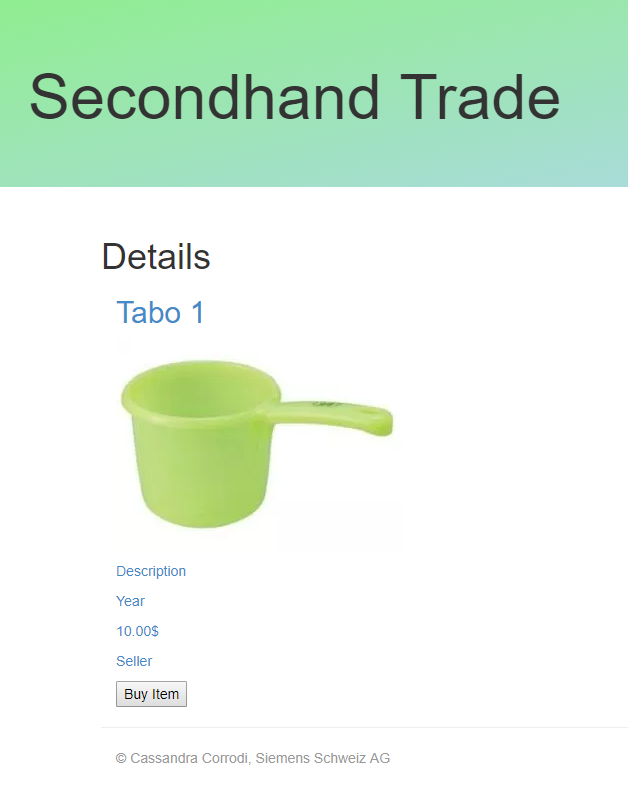 Secondhand Trade
Details
Tabo 1
Description
Year
10.00$
Seller
Buy Item
© Cassandra Corrodi, Siemens Schweiz AG